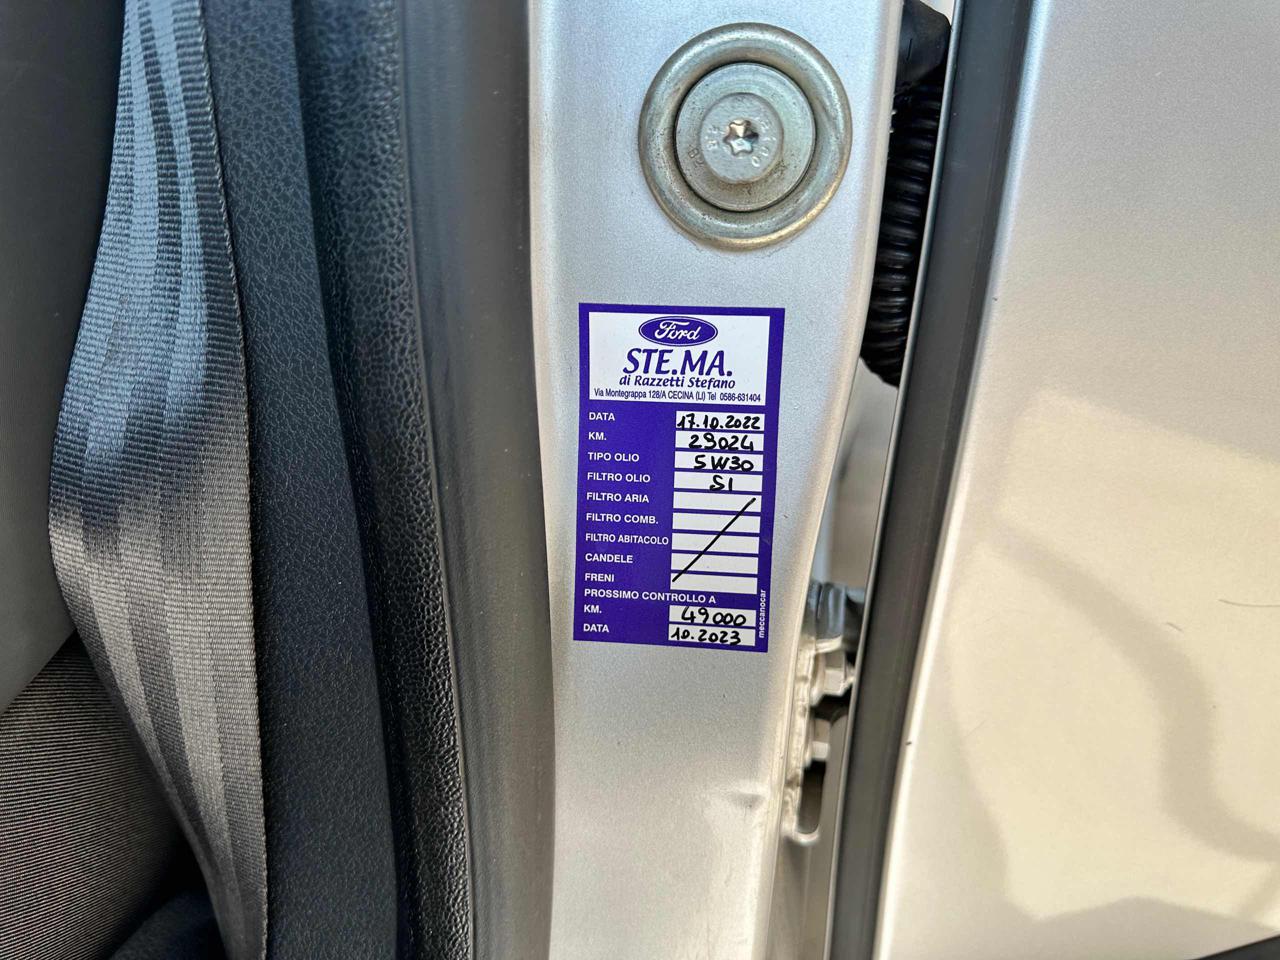 Ford
STE.MA.
di Razzetti Stefano
Via Montegrappa 128/A CECINA (LI) Tel 0586-631404
DATA 17.10.2022
KM. 29024
TIPO OLIO 5W30
FILTRO OLIO SI
FILTRO ARIA
FILTRO COMB.
FILTRO ABITACOLO
CANDELE
FRENI
PROSSIMO CONTROLLO A
KM. 49000
DATA 10.2023
meccanocar